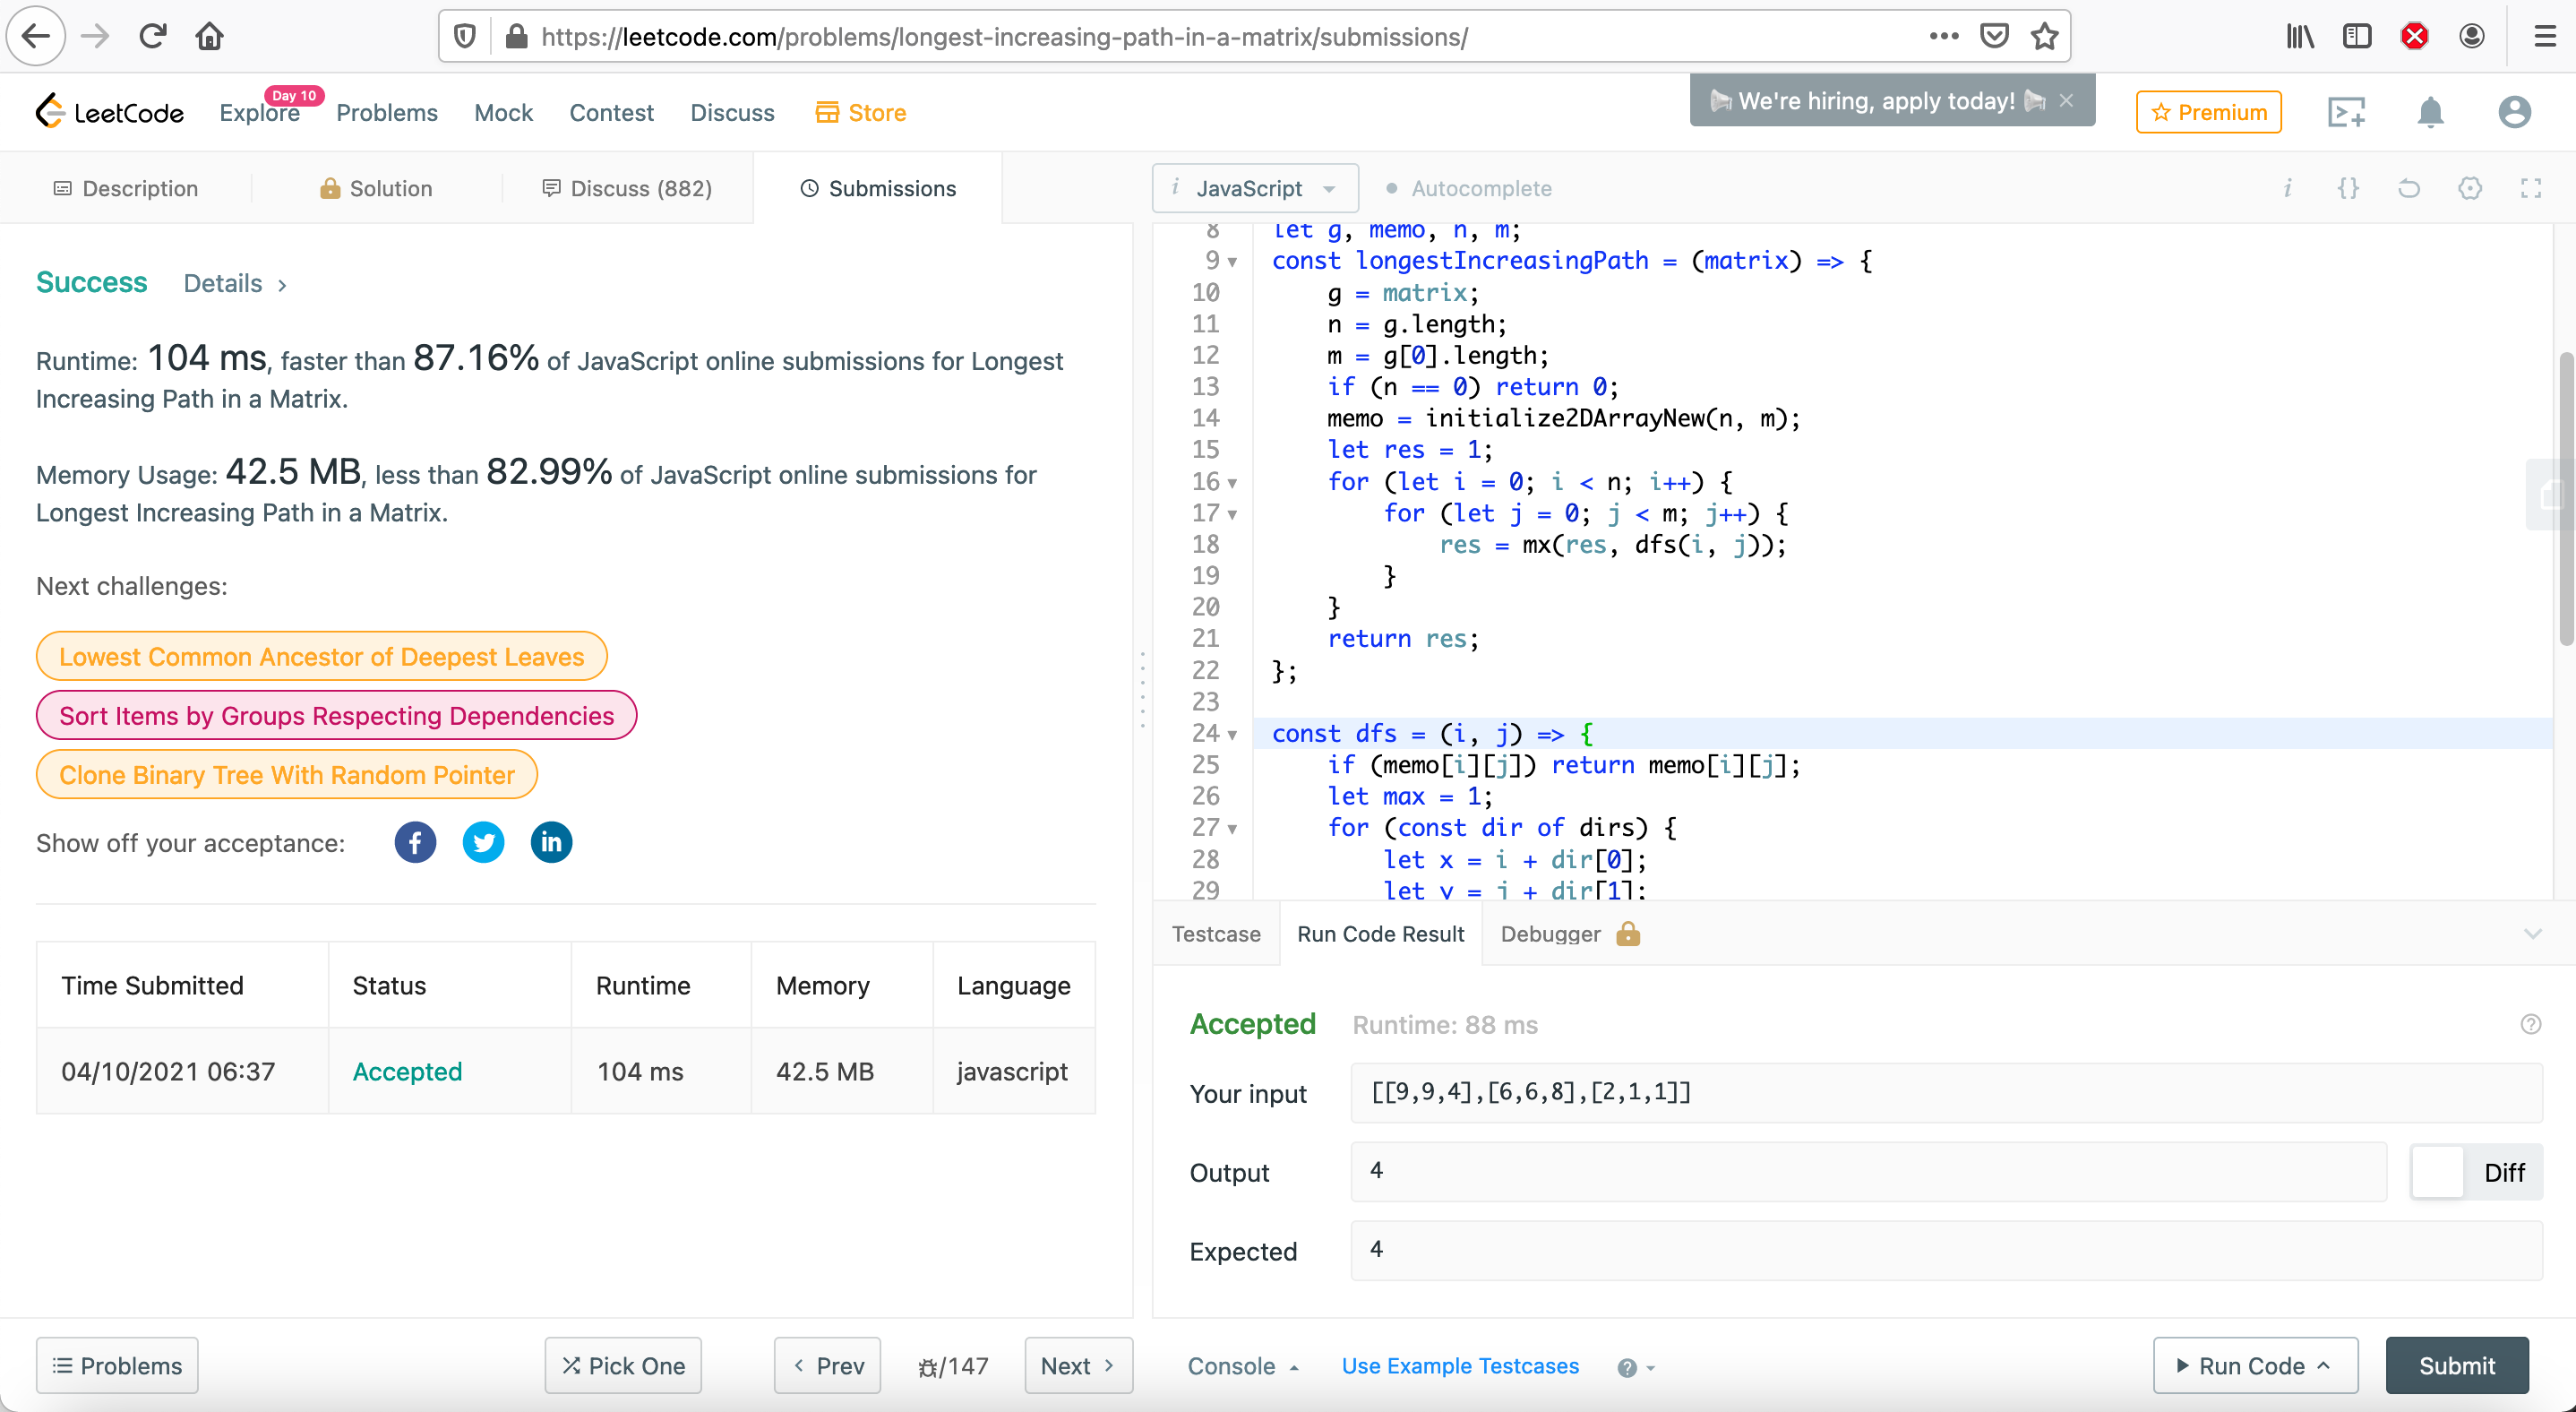 https://leetcode.com/problems/longest-increasing-path-in-a-matrix/submissions/
LeetCode
Explore
Day 10
Problems
Mock
Contest
Discuss
Store
We're hiring, apply today!
Premium
Description
Solution
Discuss (882)
Submissions
i JavaScript
Autocomplete
Success
Details
Runtime: 104 ms, faster than 87.16% of JavaScript online submissions for Longest
Increasing Path in a Matrix.
Memory Usage: 42.5 MB, less than 82.99% of JavaScript online submissions for
Longest Increasing Path in a Matrix.
Next challenges:
Lowest Common Ancestor of Deepest Leaves
Sort Items by Groups Respecting Dependencies
Clone Binary Tree With Random Pointer
Show off your acceptance:
Time Submitted Status Runtime Memory Language
04/10/2021 06:37 Accepted 104 ms 42.5 MB javascript
8 let g, memo, n, m;
9 const longestIncreasingPath = (matrix) => {
10 g = matrix;
11 n = g.length;
12 m = g[0].length;
13 if (n == 0) return 0;
14 memo = initialize2DArrayNew(n, m);
15 let res = 1;
16 for (let i = 0; i < n; i++) {
17 for (let j = 0; j < m; j++) {
18 res = mx(res, dfs(i, j));
19 }
20 }
21 return res;
22 };
23
24 const dfs = (i, j) => {
25 if (memo[i][j]) return memo[i][j];
26 let max = 1;
27 for (const dir of dirs) {
28 let x = i + dir[0];
29 let y = j + dir[1];
Testcase
Run Code Result
Debugger
Accepted Runtime: 88 ms
Your input [[9,9,4],[6,6,8],[2,1,1]]
Output 4
Diff
Expected 4
Problems
Pick One
Prev
/147
Next
Console
Use Example Testcases
Run Code
Submit